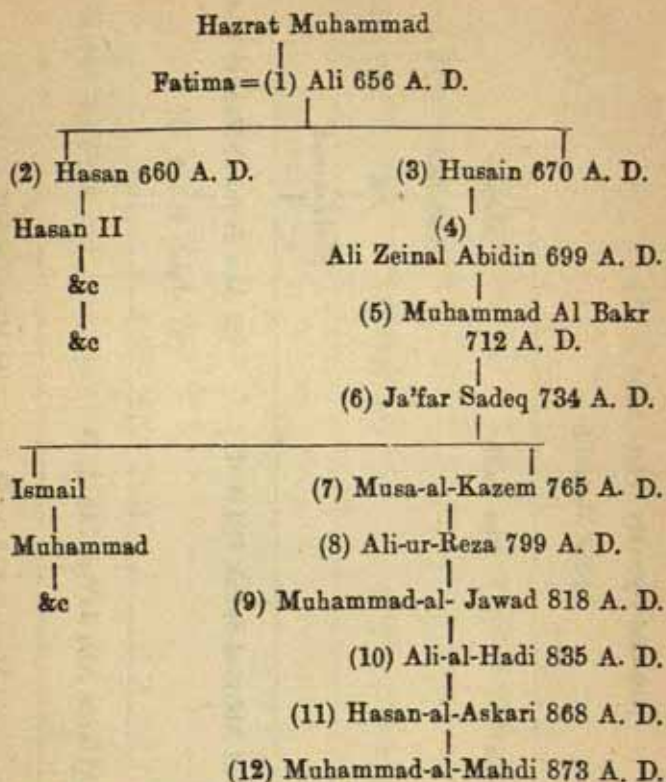 Hazrat Muhammad
Fatima = (1) Ali 656 A. D.
(2) Hasan 660 A. D. (3) Husain 670 A. D.
Hasan II (4)
&c Ali Zeinal Abidin 699 A. D.
&c (5) Muhammad Al Bakr
712 A. D.
(6) Ja'far Sadeq 734 A. D.
Ismail (7) Musa-al-Kazem 765 A. D.
Muhammad (8) Ali-ur-Reza 799 A. D.
&c (9) Muhammad-al- Jawad 818 A. D.
(10) Ali-al-Hadi 835 A. D.
(11) Hasan-al-Askari 868 A. D.
(12) Muhammad-al-Mahdi 873 A. D.